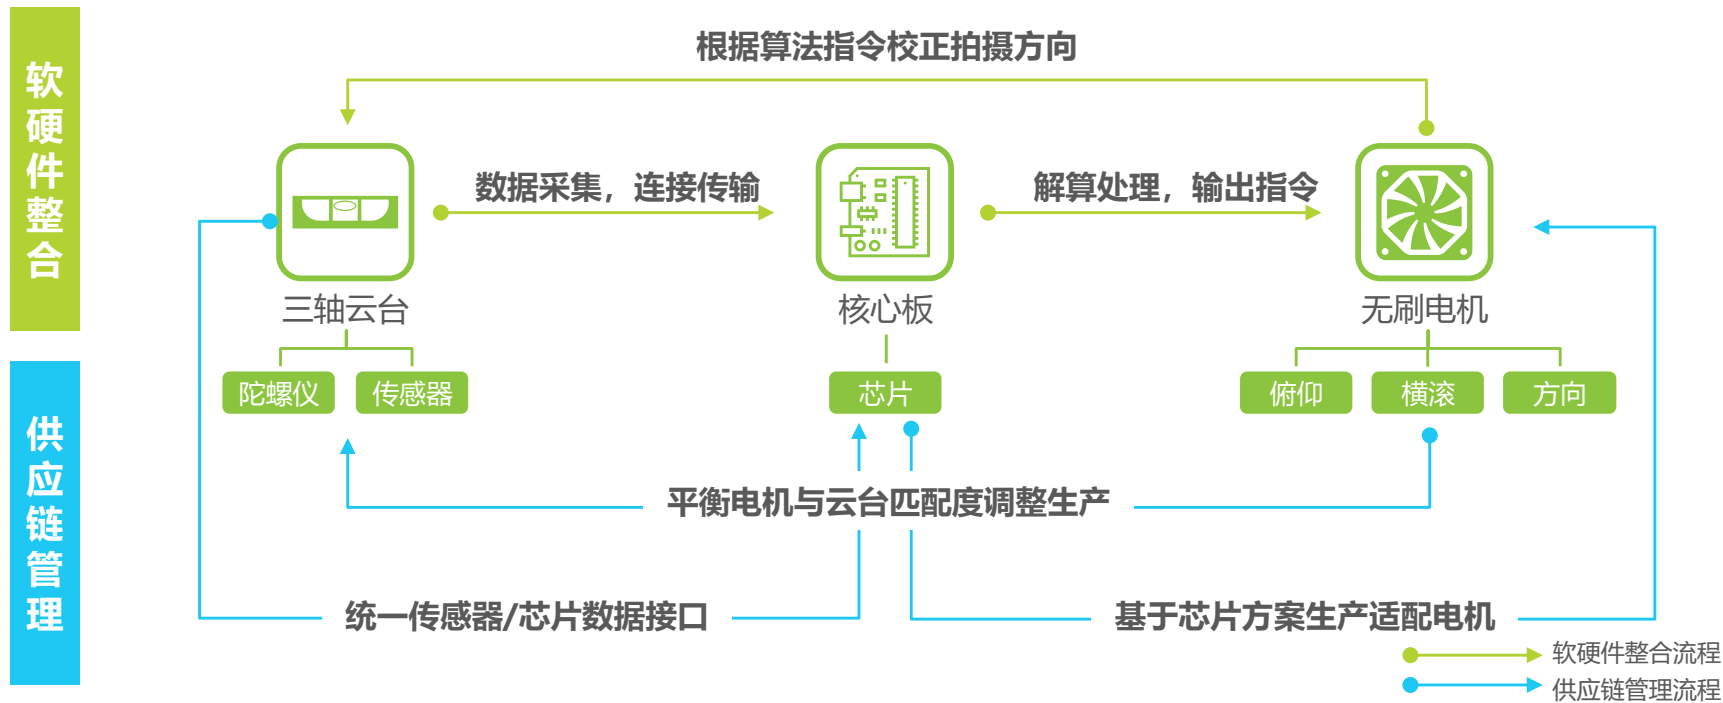 软硬件整合
根据算法指令校正拍摄方向
数据采集，连接传输
解算处理，输出指令
三轴云台
核心板
无刷电机
陀螺仪
传感器
芯片
俯仰
横滚
方向
供应链管理
平衡电机与云台匹配度调整生产
统一传感器/芯片数据接口
基于芯片方案生产适配电机
软硬件整合流程
供应链管理流程